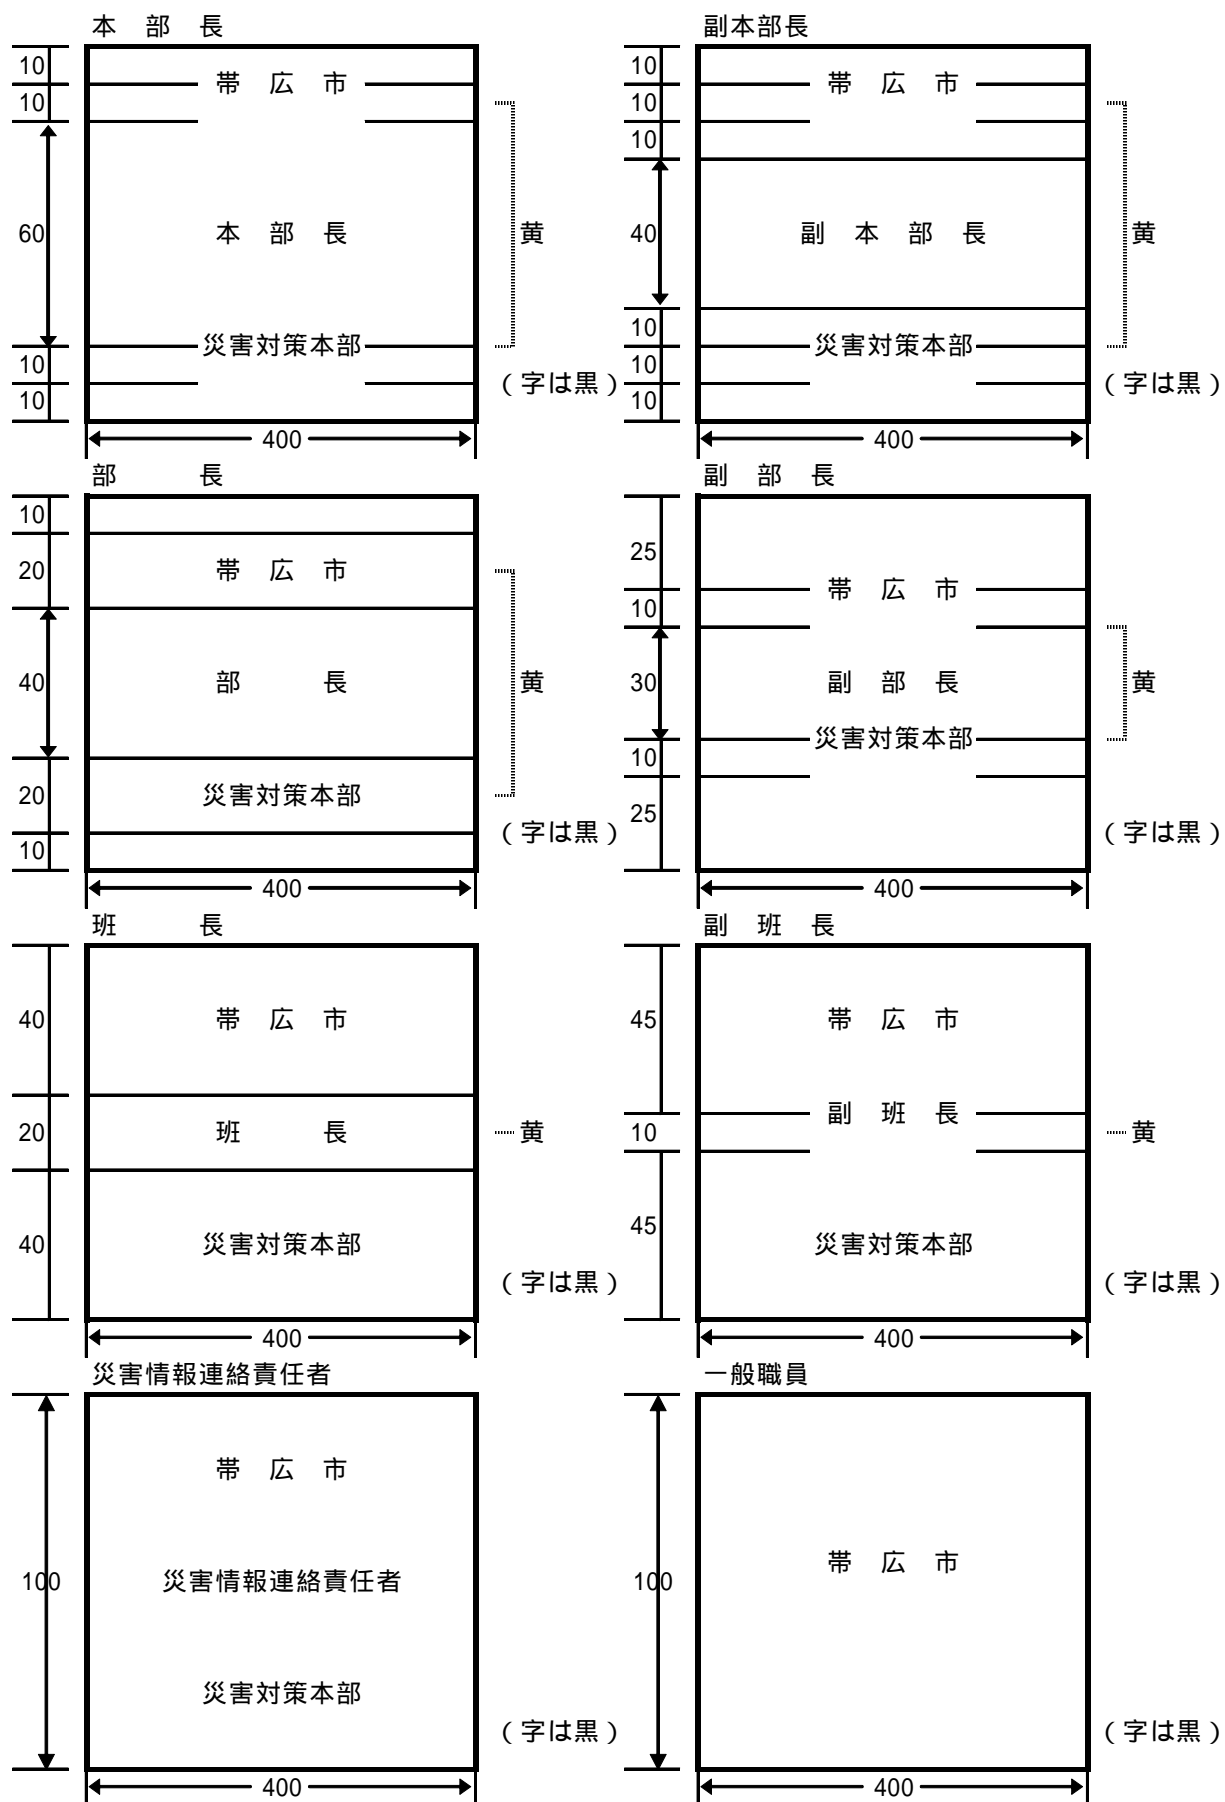 本 部 長
10
帯 広 市
10
60
本 部 長
黄
災害対策本部
10
10
(字は黒)
400
副本部長
10
帯 広 市
10
10
40
副 本 部 長
黄
10
災害対策本部
10
10
(字は黒)
400
部 長
10
20
帯 広 市
40
部 長
黄
20
災害対策本部
10
(字は黒)
400
副 部 長
25
帯 広 市
10
30
副 部 長
黄
災害対策本部
10
25
(字は黒)
400
班 長
40
帯 広 市
20
班 長
黄
40
災害対策本部
(字は黒)
400
副 班 長
45
帯 広 市
副 班 長
10
黄
45
災害対策本部
(字は黒)
400
災害情報連絡責任者
帯 広 市
100
災害情報連絡責任者
災害対策本部
(字は黒)
400
一般職員
帯 広 市
100
(字は黒)
400